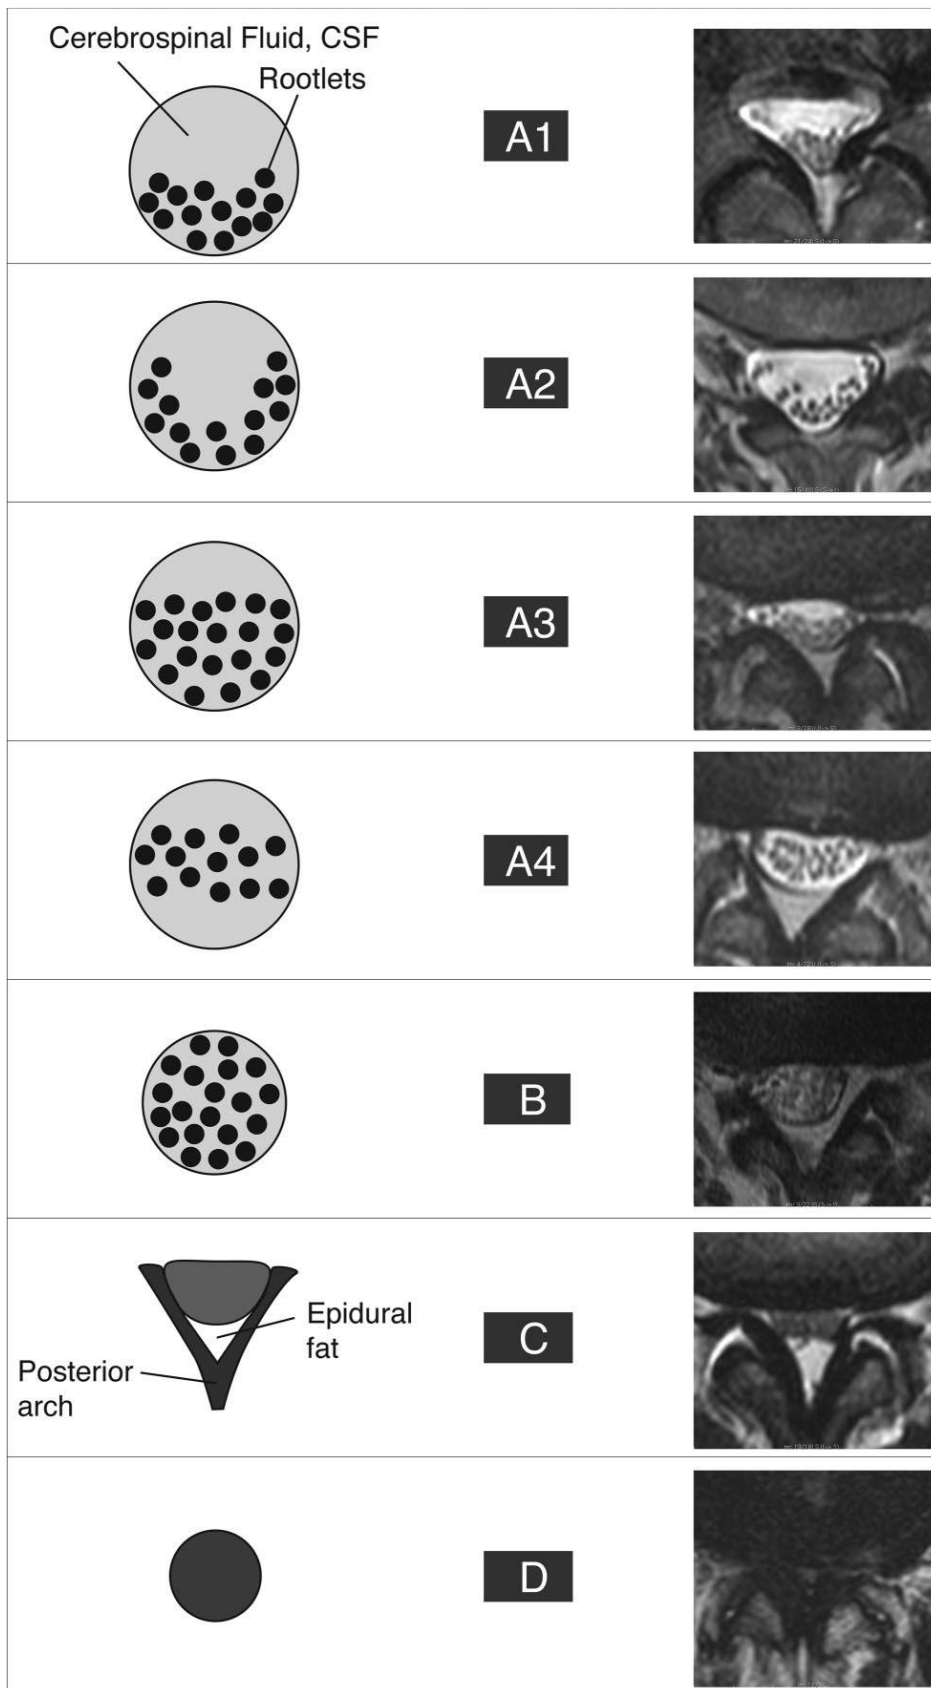 Cerebrospinal Fluid, CSF
Rootlets
A1
A2
A3
A4
B
Epidural
fat
C
Posterior
arch
D